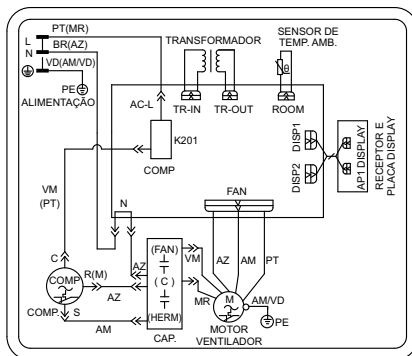 PT(MR)
L
BR(AZ)
N
VD(AM/VD)
PE
ALIMENTAÇÃO
TRANSFORMADOR
SENSOR DE
TEMP. AMB.
θ
AC-L
TR-IN
TR-OUT
ROOM
K201
COMP
DISP1
DISP2
AP1 DISPLAY
RECEPTOR E
PLACA DISPLAY
VM
(PT)
N
FAN
C
COMP
R(M)
AZ
S
COMP.
AM
AZ
(FAN)
( C )
(HERM)
CAP.
VM
MR
AZ
AM
PT
M
AM/VD
PE
MOTOR
VENTILADOR